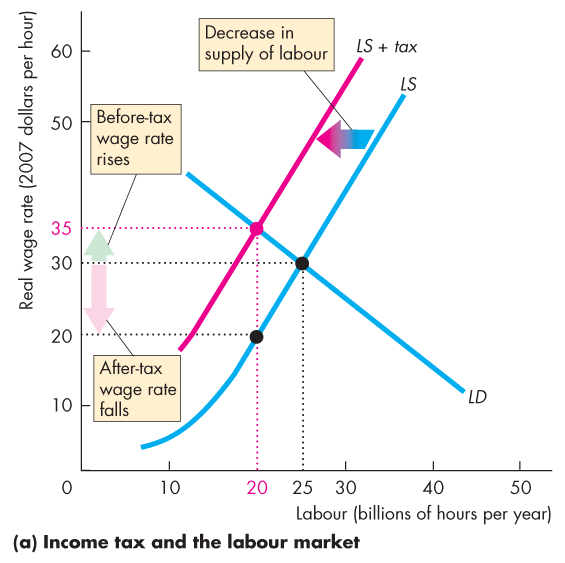 Real wage rate (2007 dollars per hour)
60
50
35
30
20
10
0
Decrease in
supply of labour
LS + tax
LS
Before-tax
wage rate
rises
After-tax
wage rate
falls
LD
10
20
25
30
40
50
Labour (billions of hours per year)
(a) Income tax and the labour market